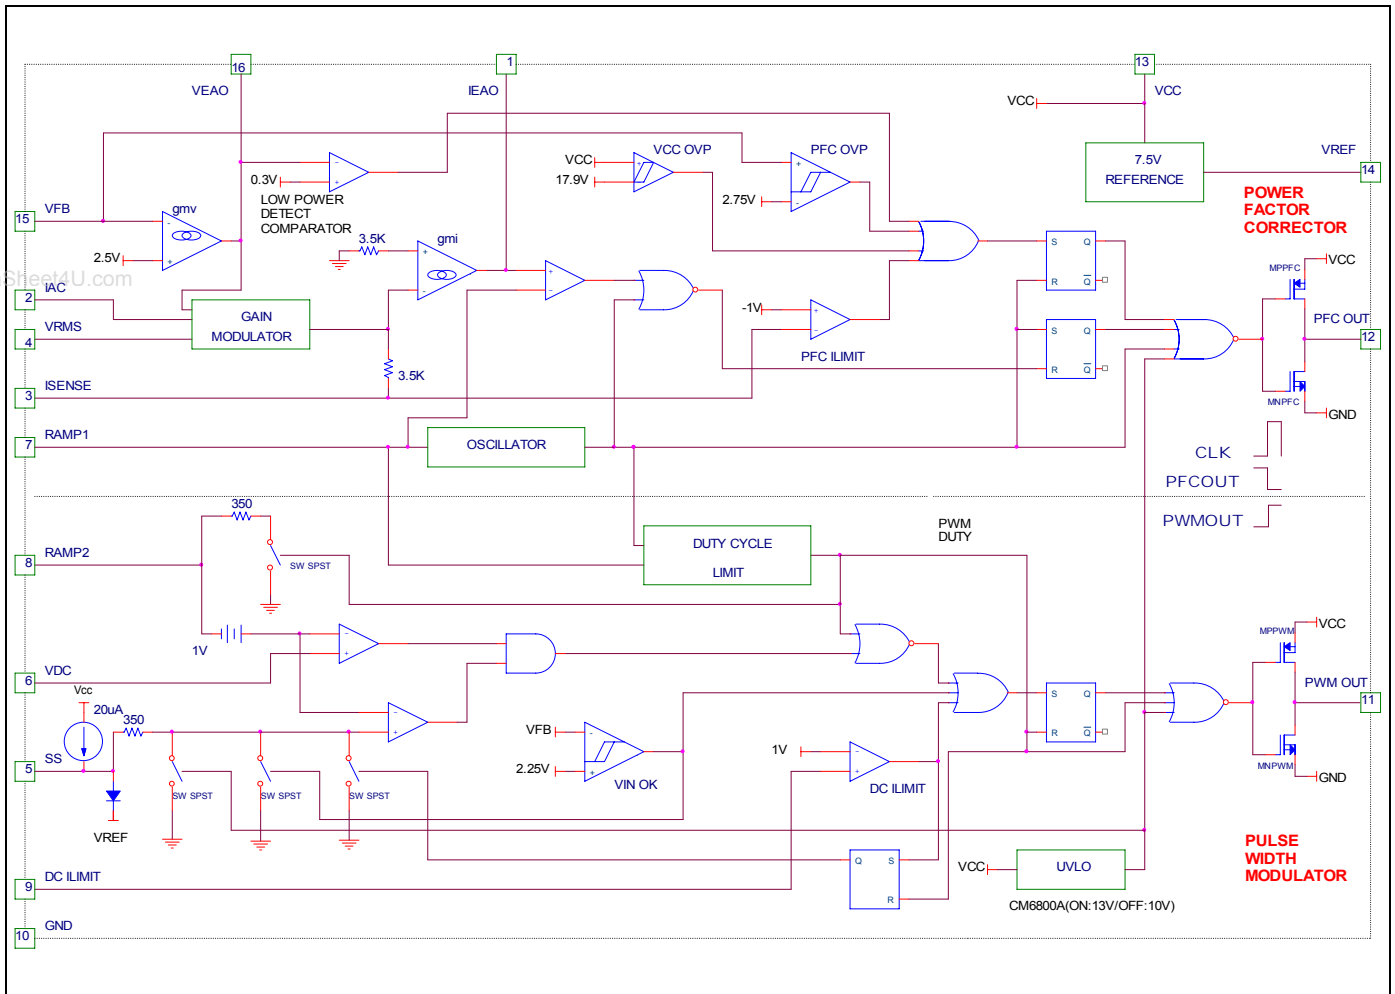 16
1
13
VEAO
IEAO
VCC
VCC
VCC OVP
PFC OVP
VCC
17.9V
7.5V
REFERENCE
VREF
14
0.3V
LOW POWER
DETECT
COMPARATOR
2.75V
POWER
FACTOR
CORRECTOR
15
VFB
gmv
2.5V
3.5K
gmi
S
Q
R
Q
MPPFC
VCC
Sheet4U.com
2
IAC
GAIN
MODULATOR
-1V
PFC ILIMIT
4
VRMS
S
Q
R
Q
PFC OUT
12
3.5K
3
ISENSE
MNPFC
GND
7
RAMP1
OSCILLATOR
CLK
PFCOUT
PWMOUT
350
PWM
DUTY
DUTY CYCLE
LIMIT
8
RAMP2
SW SPST
1V
MPPWM
VCC
6
VDC
Vcc
20uA
350
VFB
2.25V
VIN OK
1V
DC ILIMIT
S
Q
R
Q
PWM OUT
11
5
SS
SW SPST
SW SPST
SW SPST
MNPWM
GND
VREF
PULSE
WIDTH
MODULATOR
Q
S
R
VCC
UVLO
9
DC ILIMIT
CM6800A(ON:13V/OFF:10V)
10
GND